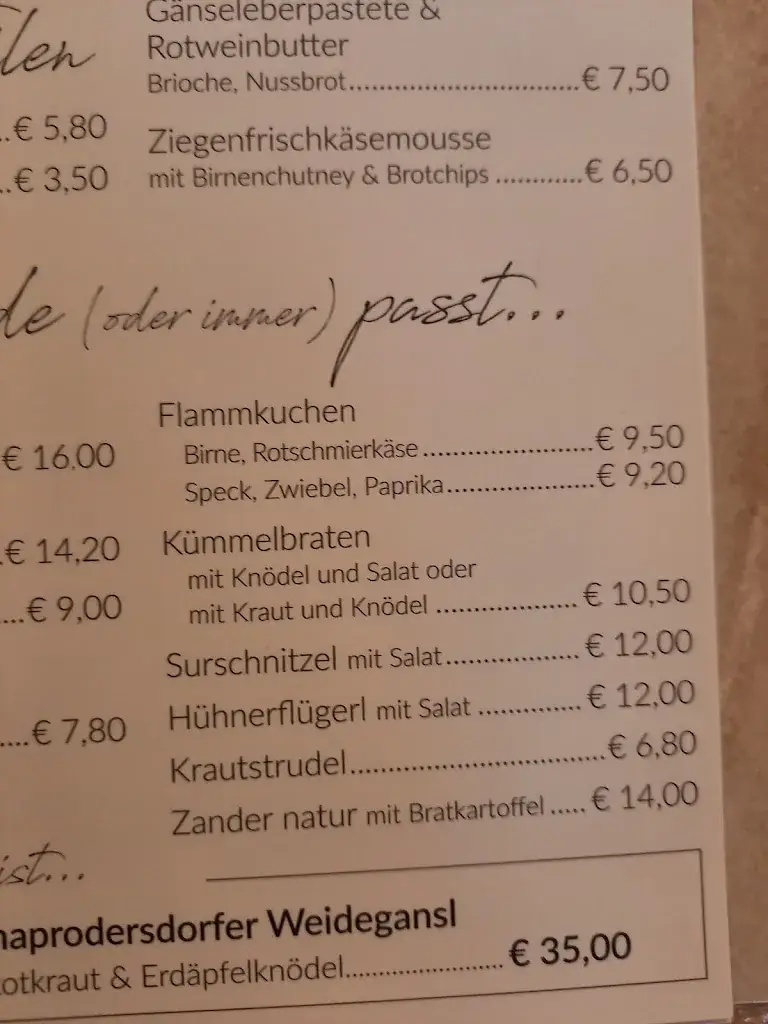 Gänseleberpastete &
Rotweinbutter
Brioche, Nussbrot..............................€ 7,50
..€ 5,80
Ziegenfrischkäsemousse
..€ 3,50
mit Birnenchutney & Brotchips ............€ 6,50
(oder immer) passt...
Flammkuchen
€ 16,00
Birne, Rotschmierkäse......................€ 9,50
Speck, Zwiebel, Paprika...................€ 9,20
.€ 14,20
Kümmelbraten
mit Knödel und Salat oder
....€ 9,00
mit Kraut und Knödel ..................€ 10,50
Surschnitzel mit Salat.................€ 12,00
Hühnerflügerl mit Salat .............€ 12,00
....€ 7,80
Krautstrudel.................................€ 6,80
Zander natur mit Bratkartoffel.....€ 14,00
ist...
naprodersdorfer Weidegansl
otkraut & Erdäpfelknödel....................€ 35,00